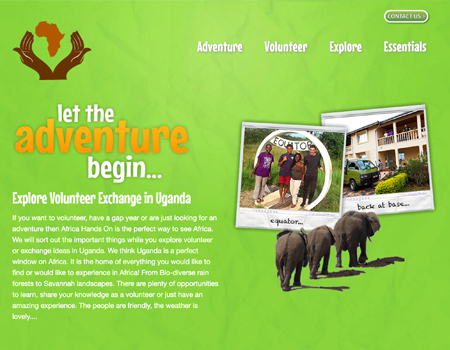 CONTACT US
Adventure Volunteer Explore Essentials
let the
adventure
begin...
Explore Volunteer Exchange in Uganda
If you want to volunteer, have a gap year or are just looking for an
adventure then Africa Hands On is the perfect way to see Africa.
We will sort out the important things while you explore volunteer
or exchange ideas in Uganda. We think Uganda is a perfect
window on Africa. It is the home of everything you would like to
find or would like to experience in Africa! From Bio-diverse rain
forests to Savannah landscapes. There are plenty of opportunities
to learn, share your knowledge as a volunteer or just have an
amazing experience. The people are friendly, the weather is
lovely....
EQUATOR
equator...
back at base...